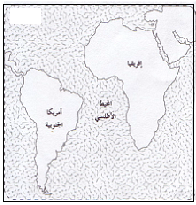 إفريقيا
المحيط
الأطلسي
أمريكا
الجنوبية